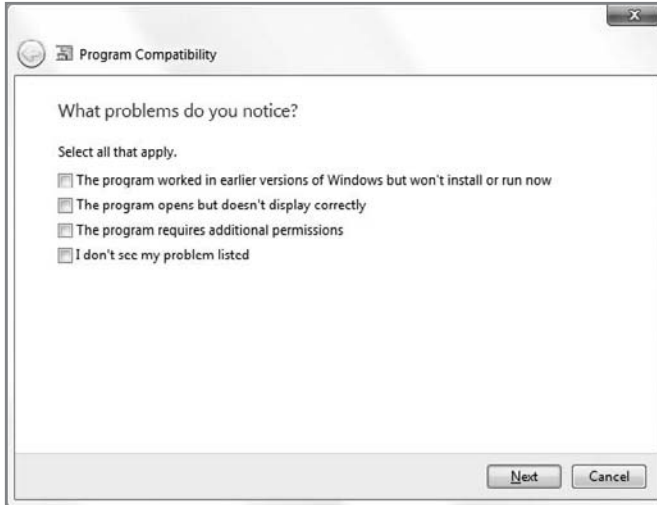 Program Compatibility
What problems do you notice?
Select all that apply.
The program worked in earlier versions of Windows but won't install or run now
The program opens but doesn't display correctly
The program requires additional permissions
I don't see my problem listed
Next
Cancel